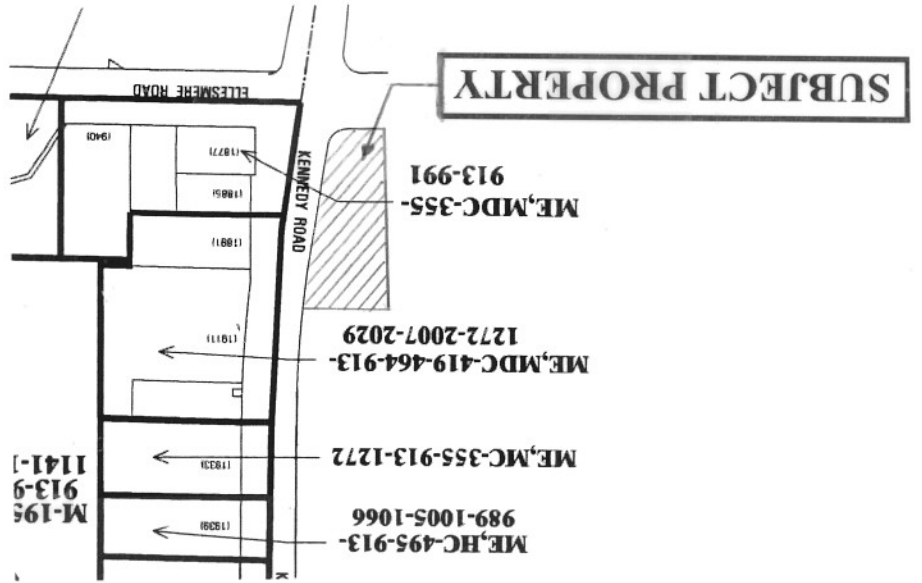 K
ME,HC-495-913-
989-1005-1066
(1939)
M-195
913-9
1141-1
ME,MC-355-913-1272
(1933)
ME,MDC-419-464-913-
1272-2007-2029
(1911)
(1891)
ME,MDC-355-
913-991
KENNEDY ROAD
(1885)
(1877)
(940)
SUBJECT PROPERTY
ELLESMERE ROAD